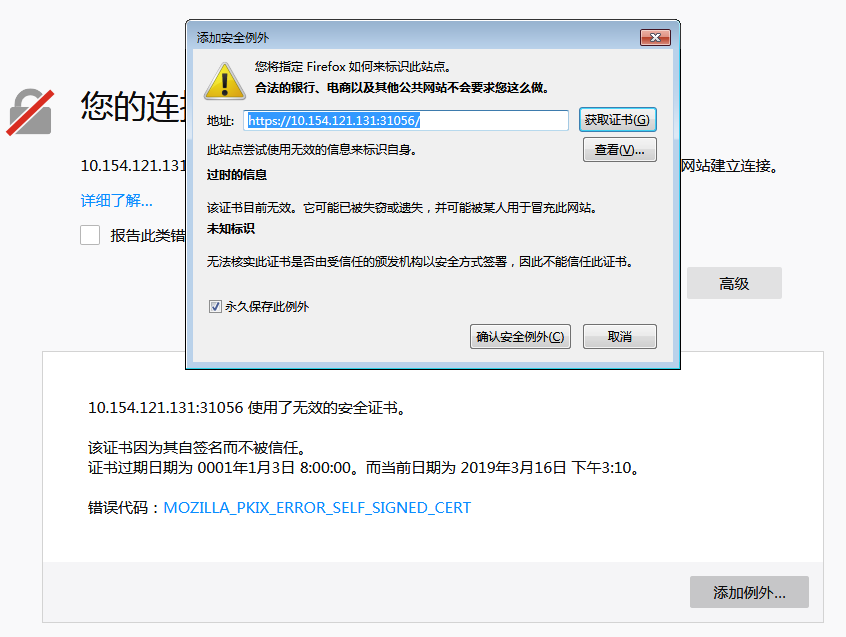 添加安全例外
您将指定 Firefox 如何来标识此站点。
合法的银行、电商以及其他公共网站不会要求您这么做。
地址: https://10.154.121.131:31056/ 获取证书(G)
此站点尝试使用无效的信息来标识自身。 查看(V)...
过时的信息
该证书目前无效。它可能已被失窃或遗失，并可能被某人用于冒充此网站。
未知标识
无法核实此证书是否由受信任的颁发机构以安全方式签署，因此不能信任此证书。
永久保存此例外
确认安全例外(C) 取消
您的连
10.154.121.131 网站建立连接。
详细了解...
报告此类错
高级
10.154.121.131:31056 使用了无效的安全证书。
该证书因为其自签名而不被信任。
证书过期日期为 0001年1月3日 8:00:00。而当前日期为 2019年3月16日 下午3:10。
错误代码：MOZILLA_PKIX_ERROR_SELF_SIGNED_CERT
添加例外...